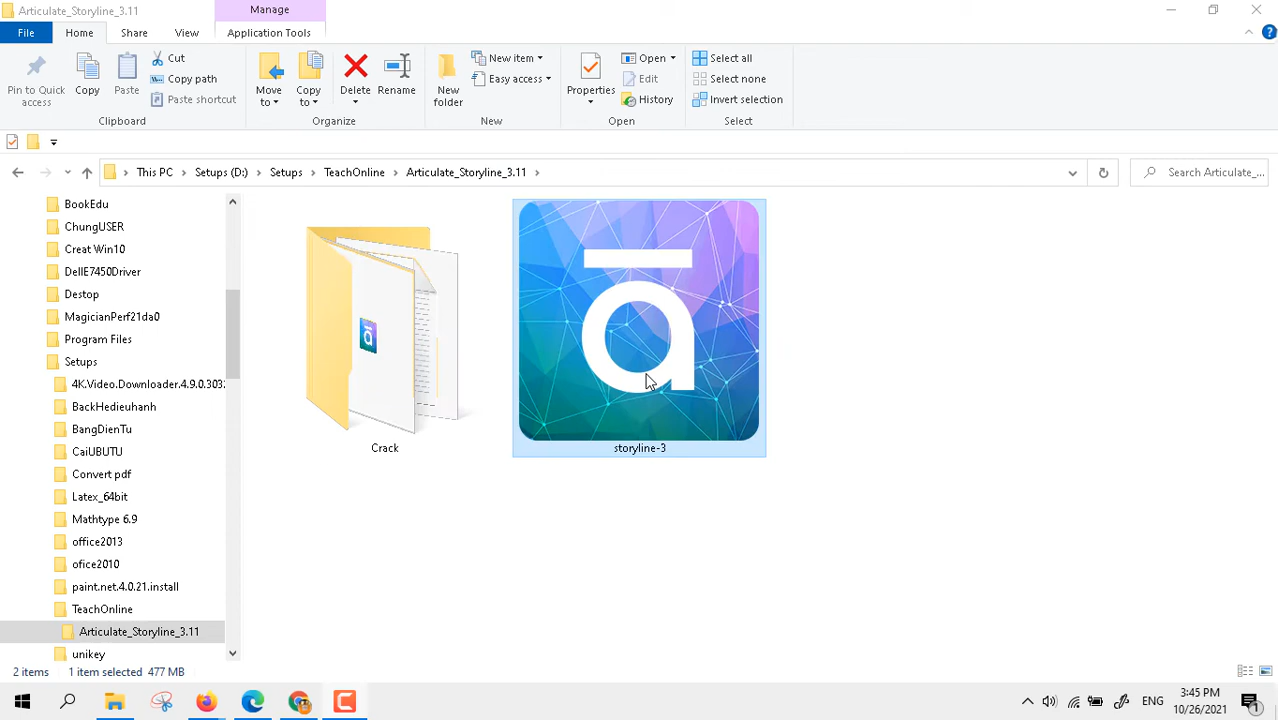 Articulate_Storyline_3.11
Manage
File
Home
Share
View
Application Tools
Pin to Quick access
Copy
Paste
Cut
Copy path
Paste shortcut
Clipboard
Move to
Copy to
Delete
Rename
Organize
New folder
New item
Easy access
New
Properties
Open
Edit
History
Open
Select all
Select none
Invert selection
Select
This PC
Setups (D:)
Setups
TeachOnline
Articulate_Storyline_3.11
Search Articulate_...
BookEdu
ChungUSER
Creat Win10
DellE7450Driver
Destop
MagicianPerf21da0
Program Files
Setups
4K.Video.Downloader.4.9.0.303
BackHedieuhanh
BangDienTu
CaiUBUTU
Convert pdf
Latex_64bit
Mathtype 6.9
office2013
ofice2010
paint.net.4.0.21.install
TeachOnline
Articulate_Storyline_3.11
unikey
Crack
ā
storyline-3
2 items
1 item selected 477 MB
ENG
3:45 PM
10/26/2021
1